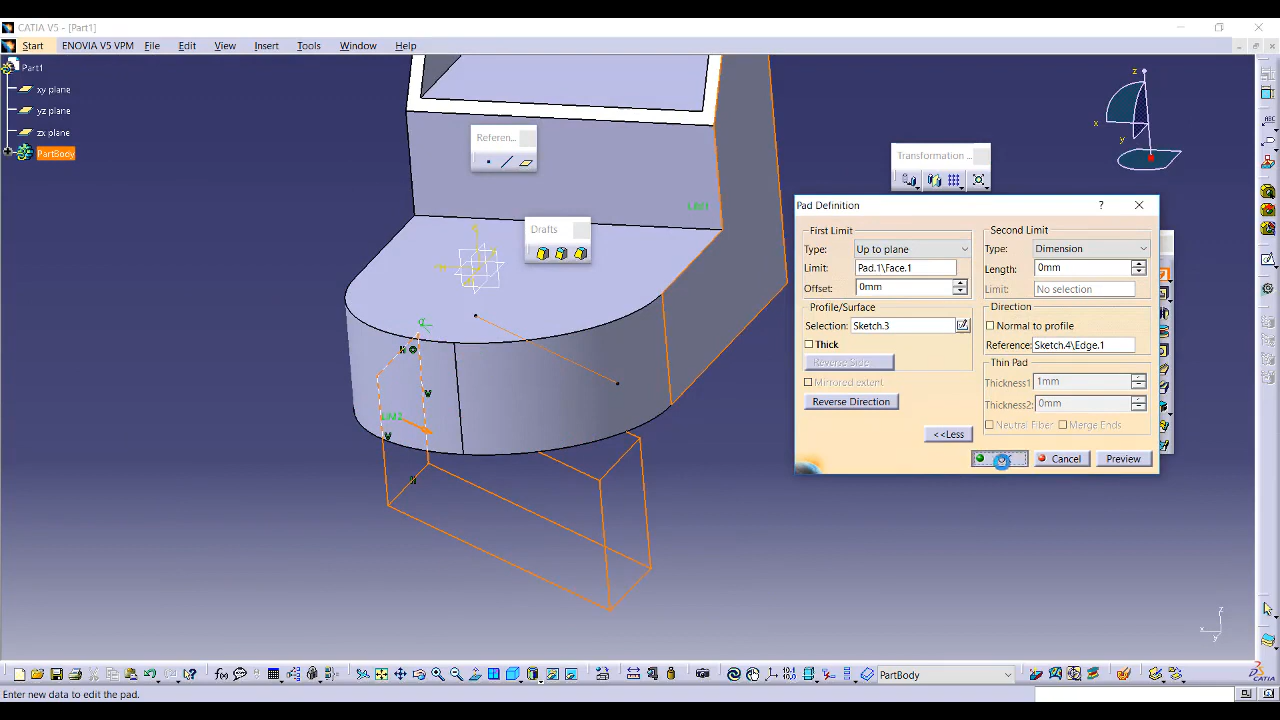 CATIA V5 - [Part1]
Start ENOVIA V5 VPM File Edit View Insert Tools Window Help
Part1
xy plane
yz plane
zx plane
PartBody
Referen...
Drafts
Transformation ...
z
x
y
LIM1
LIM2
H
V
V
H
Pad Definition
?
First Limit
Type: Up to plane
Limit: Pad.1\Face.1
Offset: 0mm
Profile/Surface
Selection: Sketch.3
Thick
Reverse Side
Mirrored extent
Reverse Direction
<<Less
Second Limit
Type: Dimension
Length: 0mm
Limit: No selection
Direction
Normal to profile
Reference: Sketch.4\Edge.1
Thin Pad
Thickness1: 1mm
Thickness2: 0mm
Neutral Fiber Merge Ends
Cancel Preview
z
x
y
PartBody
CATIA
Enter new data to edit the pad.